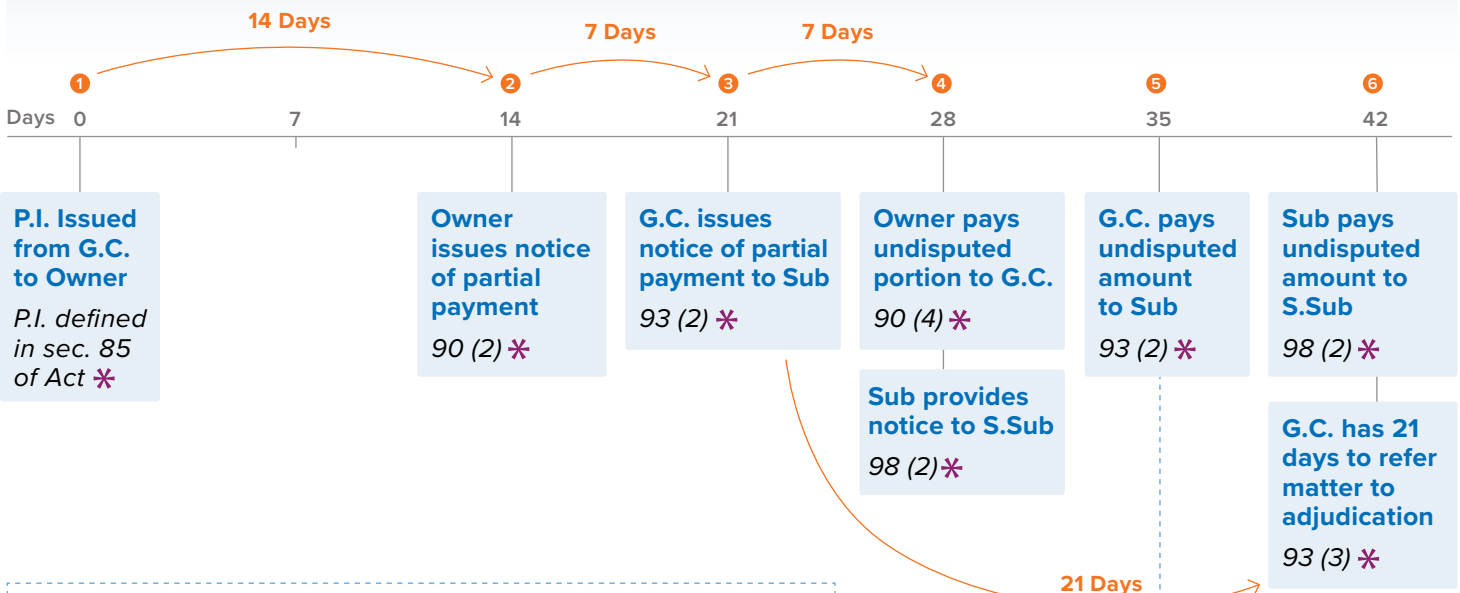 14 Days
7 Days
7 Days
1
2
3
4
5
6
Days 0
7
14
21
28
35
42
P.I. Issued
from G.C.
to Owner
P.I. defined
in sec. 85
of Act *
Owner
issues notice
of partial
payment
90 (2) *
G.C. issues
notice of partial
payment to Sub
93 (2) *
Owner pays
undisputed
portion to G.C.
90 (4) *
Sub provides
notice to S.Sub
98 (2) *
G.C. pays
undisputed
amount
to Sub
93 (2) *
Sub pays
undisputed
amount to
S.Sub
98 (2) *
G.C. has 21
days to refer
matter to
adjudication
93 (3) *
21 Days